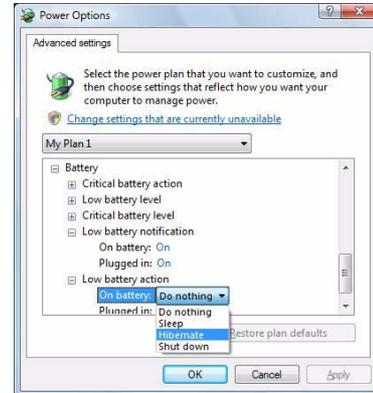 Power Options
Advanced settings
Select the power plan that you want to customize, and
then choose settings that reflect how you want your
computer to manage power.
Change settings that are currently unavailable
My Plan 1
Battery
Critical battery action
Low battery level
Critical battery level
Low battery notification
On battery: On
Plugged in: On
Low battery action
On battery: Do nothing
Plugged in: Do nothing
Sleep
Hibernate
Shut down
Restore plan defaults
OK Cancel Apply